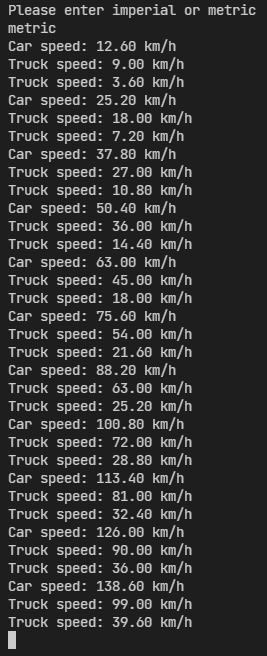 Please enter imperial or metric
metric
Car speed: 12.60 km/h
Truck speed: 9.00 km/h
Truck speed: 3.60 km/h
Car speed: 25.20 km/h
Truck speed: 18.00 km/h
Truck speed: 7.20 km/h
Car speed: 37.80 km/h
Truck speed: 27.00 km/h
Truck speed: 10.80 km/h
Car speed: 50.40 km/h
Truck speed: 36.00 km/h
Truck speed: 14.40 km/h
Car speed: 63.00 km/h
Truck speed: 45.00 km/h
Truck speed: 18.00 km/h
Car speed: 75.60 km/h
Truck speed: 54.00 km/h
Truck speed: 21.60 km/h
Car speed: 88.20 km/h
Truck speed: 63.00 km/h
Truck speed: 25.20 km/h
Car speed: 100.80 km/h
Truck speed: 72.00 km/h
Truck speed: 28.80 km/h
Car speed: 113.40 km/h
Truck speed: 81.00 km/h
Truck speed: 32.40 km/h
Car speed: 126.00 km/h
Truck speed: 90.00 km/h
Truck speed: 36.00 km/h
Car speed: 138.60 km/h
Truck speed: 99.00 km/h
Truck speed: 39.60 km/h